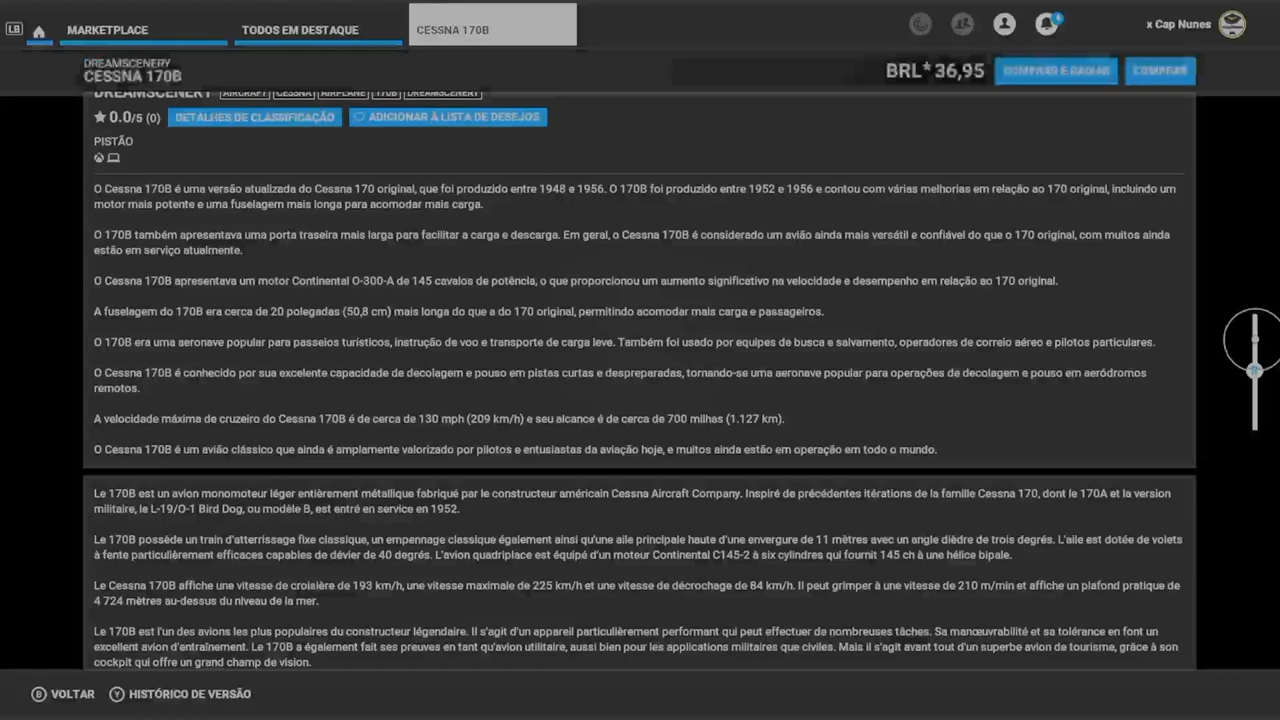 LB
MARKETPLACE
TODOS EM DESTAQUE
CESSNA 170B
x Cap Nunes
DREAMSCENERY
CESSNA 170B
BRL* 36,95
COMPRAR E BAIXAR
COMPRAR
DREAMSCENERY AIRCRAFT CESSNA AIRPLANE 170B DREAMSCENERY
0.0/5 (0)
DETALHES DE CLASSIFICAÇÃO
ADICIONAR À LISTA DE DESEJOS
PISTÃO
O Cessna 170B é uma versão atualizada do Cessna 170 original, que foi produzido entre 1948 e 1956. O 170B foi produzido entre 1952 e 1956 e contou com várias melhorias em relação ao 170 original, incluindo um
motor mais potente e uma fuselagem mais longa para acomodar mais carga.
O 170B também apresentava uma porta traseira mais larga para facilitar a carga e descarga. Em geral, o Cessna 170B é considerado um avião ainda mais versátil e confiável do que o 170 original, com muitos ainda
estão em serviço atualmente.
O Cessna 170B apresentava um motor Continental O-300-A de 145 cavalos de potência, o que proporcionou um aumento significativo na velocidade e desempenho em relação ao 170 original.
A fuselagem do 170B era cerca de 20 polegadas (50,8 cm) mais longa do que a do 170 original, permitindo acomodar mais carga e passageiros.
O 170B era uma aeronave popular para passeios turísticos, instrução de voo e transporte de carga leve. Também foi usado por equipes de busca e salvamento, operadores de correio aéreo e pilotos particulares.
O Cessna 170B é conhecido por sua excelente capacidade de decolagem e pouso em pistas curtas e despreparadas, tornando-se uma aeronave popular para operações de decolagem e pouso em aeródromos
remotos.
A velocidade máxima de cruzeiro do Cessna 170B é de cerca de 130 mph (209 km/h) e seu alcance é de cerca de 700 milhas (1.127 km).
O Cessna 170B é um avião clássico que ainda é amplamente valorizado por pilotos e entusiastas da aviação hoje, e muitos ainda estão em operação em todo o mundo.
Le 170B est un avion monomoteur léger entièrement métallique fabriqué par le constructeur américain Cessna Aircraft Company. Inspiré de précédentes itérations de la famille Cessna 170, dont le 170A et la version
militaire, le L-19/O-1 Bird Dog, ou modèle B, est entré en service en 1952.
Le 170B possède un train d'atterrissage fixe classique, un empennage classique également ainsi qu'une aile principale haute d'une envergure de 11 mètres avec un angle dièdre de trois degrés. L'aile est dotée de volets
à fente particulièrement efficaces capables de dévier de 40 degrés. L'avion quadriplace est équipé d'un moteur Continental C145-2 à six cylindres qui fournit 145 ch à une hélice bipale.
Le Cessna 170B affiche une vitesse de croisière de 193 km/h, une vitesse maximale de 225 km/h et une vitesse de décrochage de 84 km/h. Il peut grimper à une vitesse de 210 m/min et affiche un plafond pratique de
4 724 mètres au-dessus du niveau de la mer.
Le 170B est l'un des avions les plus populaires du constructeur légendaire. Il s'agit d'un appareil particulièrement performant qui peut effectuer de nombreuses tâches. Sa manœuvrabilité et sa tolérance en font un
excellent avion d'entraînement. Le 170B a également fait ses preuves en tant qu'avion utilitaire, aussi bien pour les applications militaires que civiles. Mais il s'agit avant tout d'un superbe avion de tourisme, grâce à son
cockpit qui offre un grand champ de vision.
B VOLTAR
Y HISTÓRICO DE VERSÃO